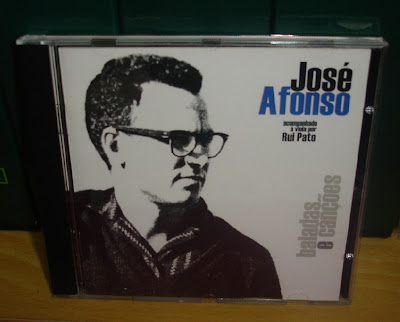 José
Afonso
acompanhado
à viola por
Rui Pato
baladas
e canções